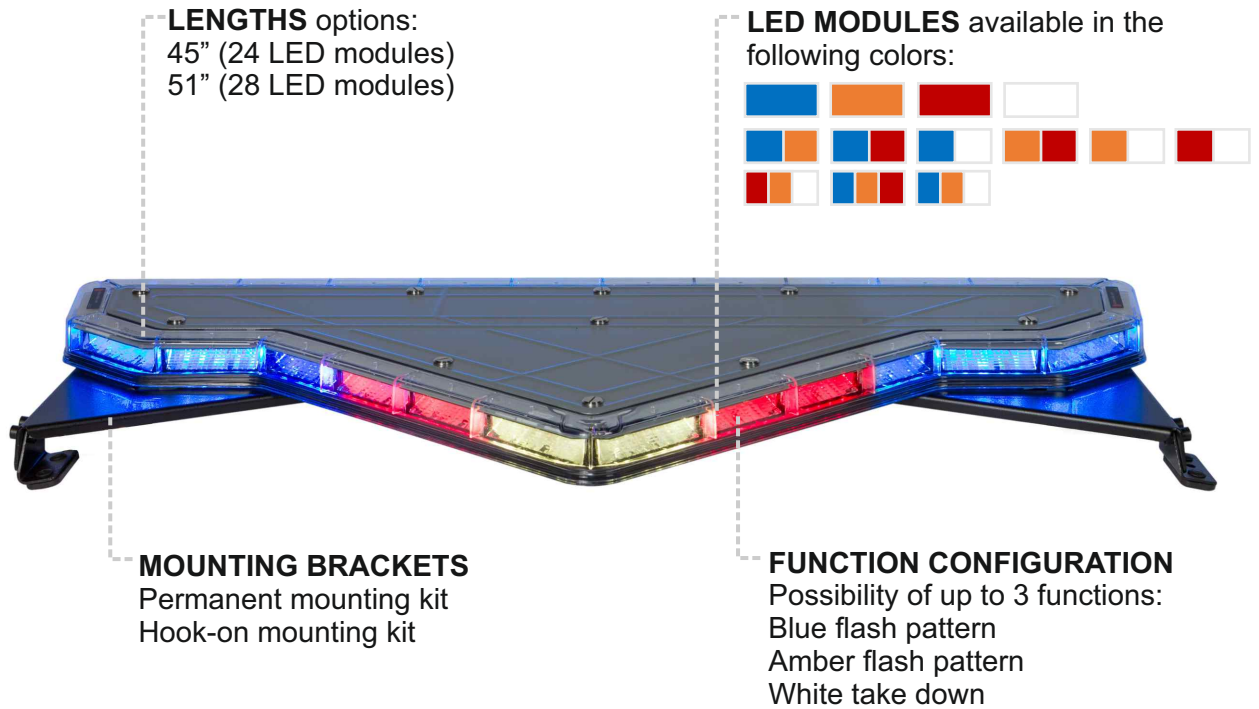 LENGTHS options:
45” (24 LED modules)
51” (28 LED modules)
LED MODULES available in the
following colors:
MOUNTING BRACKETS
Permanent mounting kit
Hook-on mounting kit
FUNCTION CONFIGURATION
Possibility of up to 3 functions:
Blue flash pattern
Amber flash pattern
White take down